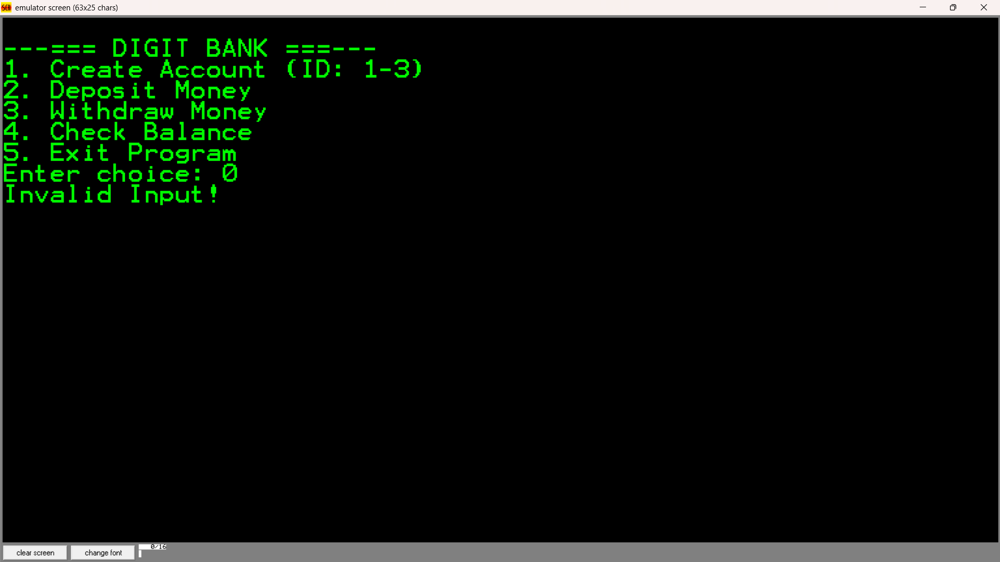 SCR emulator screen (63x25 chars)
---=== DIGIT BANK ===---
1. Create Account (ID: 1-3)
2. Deposit Money
3. Withdraw Money
4. Check Balance
5. Exit Program
Enter choice: 0
Invalid Input!
clear screen change font 0/16